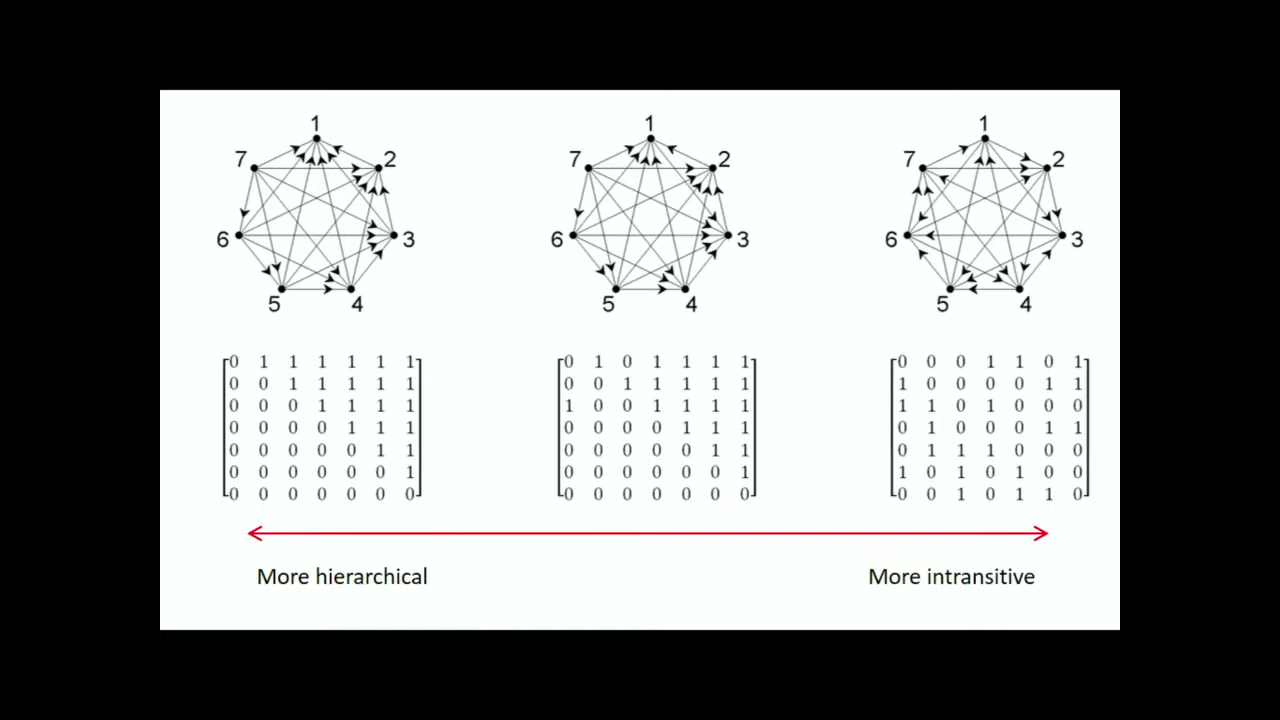 1 1 1
7 2 7 2 7 2
6 3 6 3 6 3
5 4 5 4 5 4
0 1 1 1 1 1 1 0 1 0 1 1 1 1 0 0 0 1 1 0 1
0 0 1 1 1 1 1 0 0 1 1 1 1 1 1 0 0 0 0 1 1
0 0 0 1 1 1 1 1 0 0 1 1 1 1 1 1 0 1 0 0 0
0 0 0 0 1 1 1 0 0 0 0 1 1 1 0 1 0 0 0 1 1
0 0 0 0 0 1 1 0 0 0 0 0 1 1 0 1 1 1 0 0 0
0 0 0 0 0 0 1 0 0 0 0 0 0 1 1 0 1 0 1 0 0
0 0 0 0 0 0 0 0 0 0 0 0 0 0 0 0 1 0 1 1 0
More hierarchical More intransitive